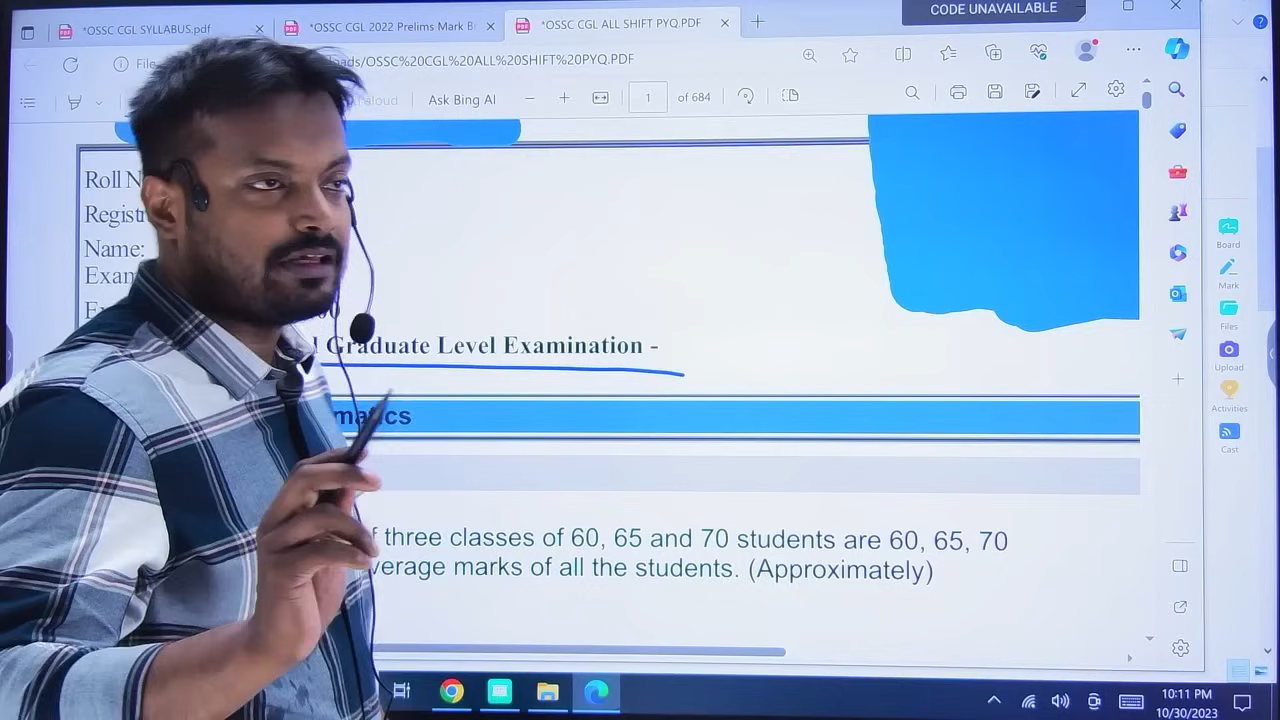 CODE UNAVAILABLE
*OSSC CGL SYLLABUS.pdf
*OSSC CGL 2022 Prelims Mark B
*OSSC CGL ALL SHIFT PYQ.PDF
File
ads/OSSC%20CGL%20ALL%20SHIFT%20PYQ.PDF
aloud
Ask Bing AI
1
of 684
Roll N
Registr
Name:
Exam
Graduate Level Examination -
matics
f three classes of 60, 65 and 70 students are 60, 65, 70
verage marks of all the students. (Approximately)
Board
Mark
Files
Upload
Activities
Cast
10:11 PM
10/30/2023